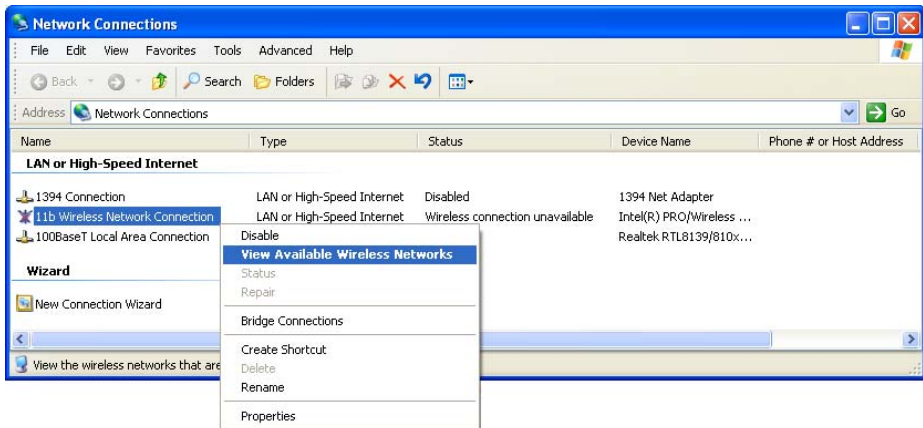 Network Connections
File Edit View Favorites Tools Advanced Help
Back Search Folders
Address Network Connections Go
Name Type Status Device Name Phone # or Host Address
LAN or High-Speed Internet
1394 Connection LAN or High-Speed Internet Disabled 1394 Net Adapter
11b Wireless Network Connection LAN or High-Speed Internet Wireless connection unavailable Intel(R) PRO/Wireless ...
100BaseT Local Area Connection Realtek RTL8139/810x...
Disable
View Available Wireless Networks
Status
Repair
Bridge Connections
Create Shortcut
Delete
Rename
Properties
Wizard
New Connection Wizard
View the wireless networks that are